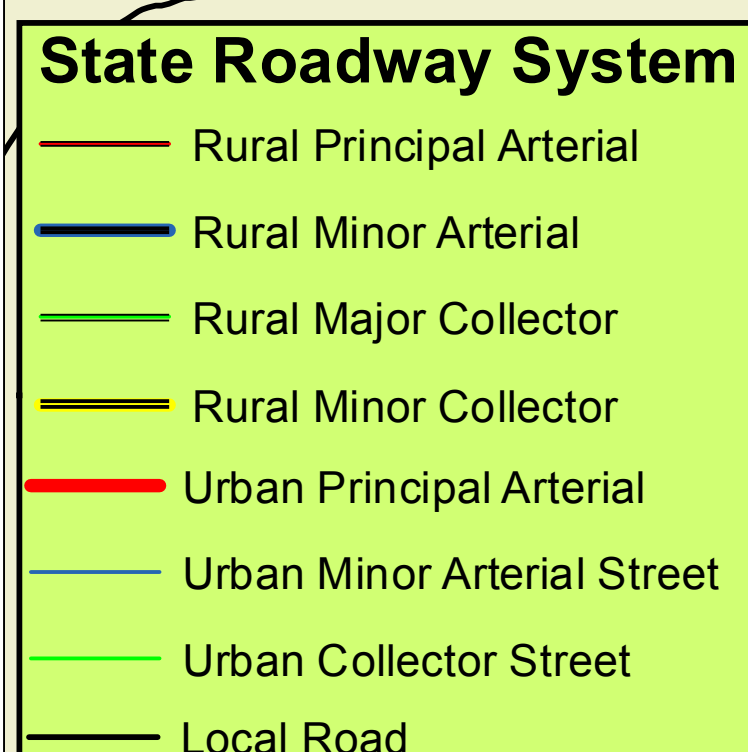 State Roadway System
Rural Principal Arterial
Rural Minor Arterial
Rural Major Collector
Rural Minor Collector
Urban Principal Arterial
Urban Minor Arterial Street
Urban Collector Street
Local Road